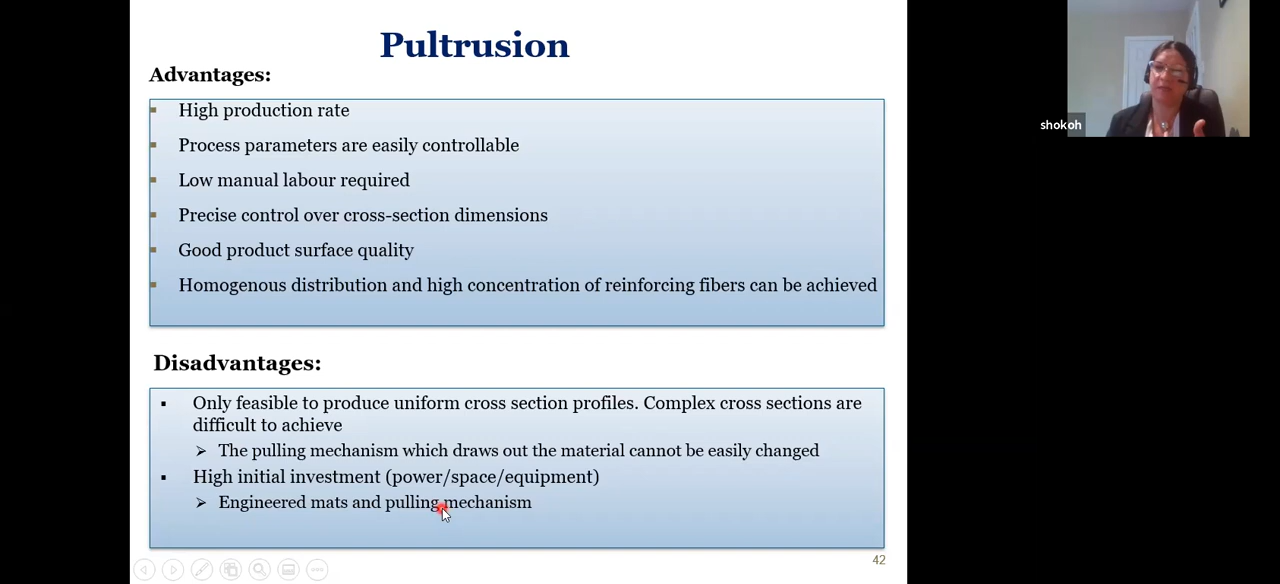 Pultrusion
Advantages:
High production rate
Process parameters are easily controllable
Low manual labour required
Precise control over cross-section dimensions
Good product surface quality
Homogenous distribution and high concentration of reinforcing fibers can be achieved
Disadvantages:
Only feasible to produce uniform cross section profiles. Complex cross sections are
difficult to achieve
The pulling mechanism which draws out the material cannot be easily changed
High initial investment (power/space/equipment)
Engineered mats and pulling mechanism
42
shokoh